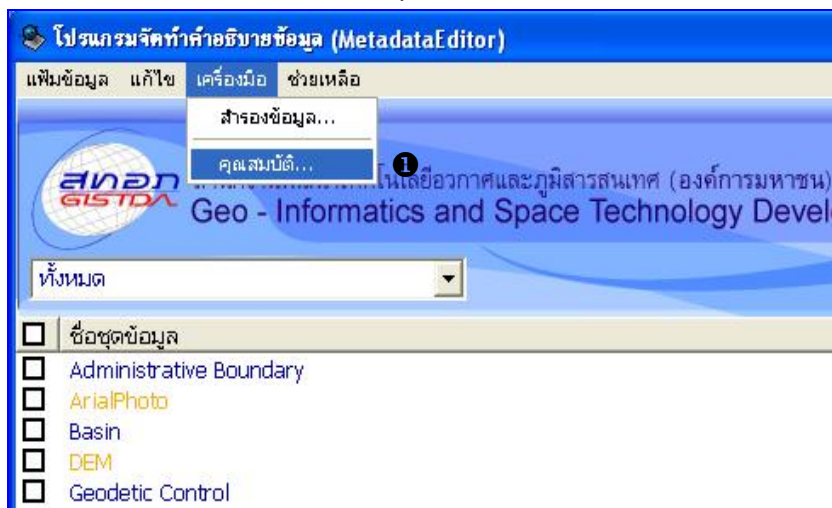 โปรแกรมจัดทำคำอธิบายข้อมูล (MetadataEditor)
แฟ้มข้อมูล แก้ไข เครื่องมือ ช่วยเหลือ
สำรองข้อมูล...
คุณสมบัติ... ❶
สทอภ
GISTDA
เทคโนโลยีอวกาศและภูมิสารสนเทศ (องค์การมหาชน)
Geo - Informatics and Space Technology Devel
ทั้งหมด
ชื่อชุดข้อมูล
Administrative Boundary
ArialPhoto
Basin
DEM
Geodetic Control